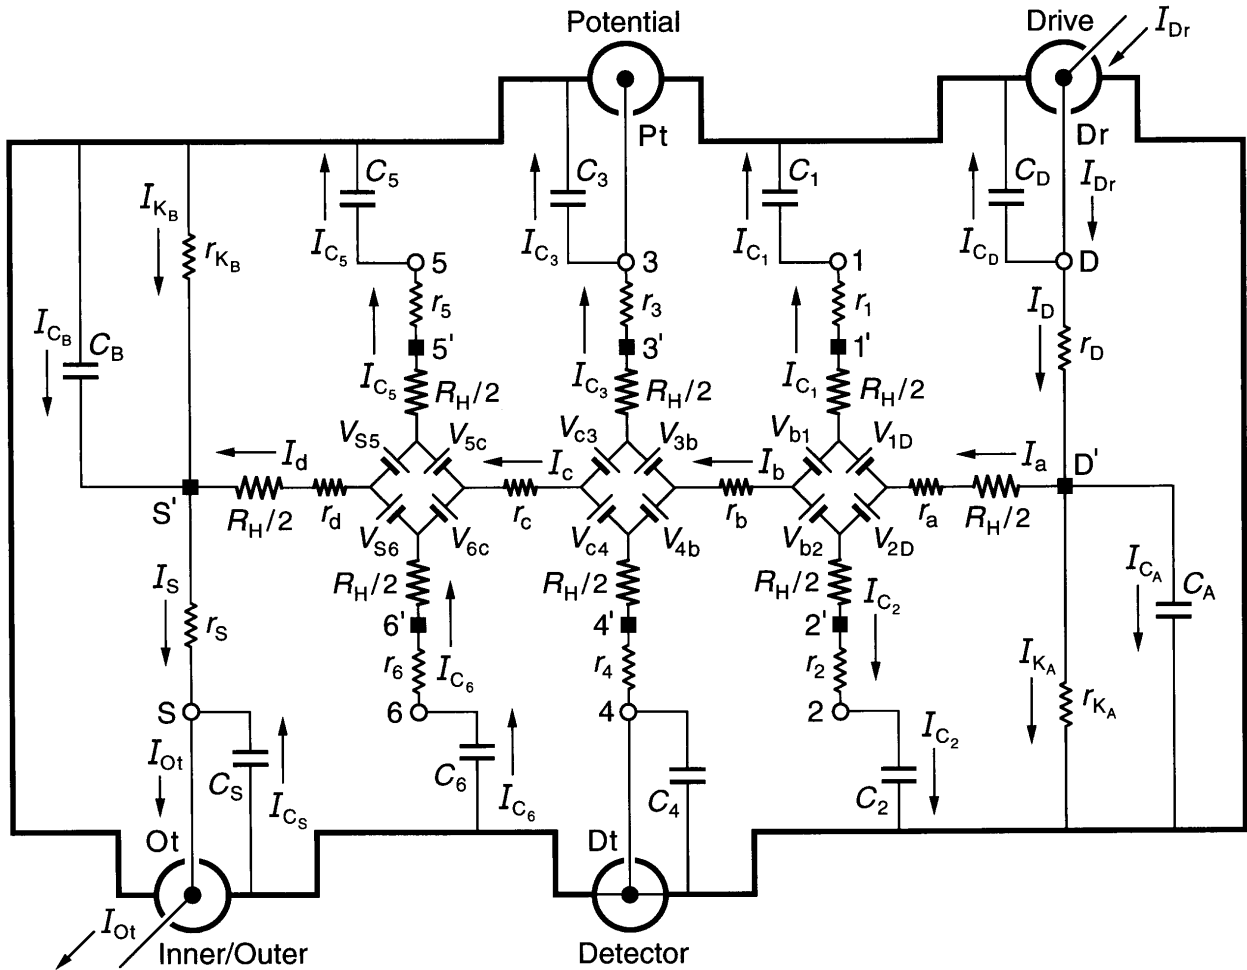 Potential
Drive
I_Dr
Pt
Dr
C_5
C_3
C_1
C_D
I_Dr
I_K_B
r_K_B
I_C_5
I_C_3
I_C_1
I_C_D
5
3
1
D
I_C_B
C_B
r_5
r_3
r_1
I_D
r_D
5'
3'
1'
I_C_5
R_H/2
I_C_3
R_H/2
I_C_1
R_H/2
V_S5
V_5c
V_c3
V_3b
V_b1
V_1D
I_d
I_c
I_b
I_a
D'
S'
R_H/2
r_d
r_c
r_b
r_a
R_H/2
V_S6
V_6c
V_c4
V_4b
V_b2
V_2D
I_S
r_S
R_H/2
R_H/2
R_H/2
I_C_2
I_C_A
C_A
6'
4'
2'
r_6
I_C_6
r_4
r_2
I_K_A
r_K_A
S
6
4
2
I_Ot
C_S
I_C_S
C_6
I_C_6
C_4
C_2
I_C_2
Ot
Dt
I_Ot
Inner/Outer
Detector